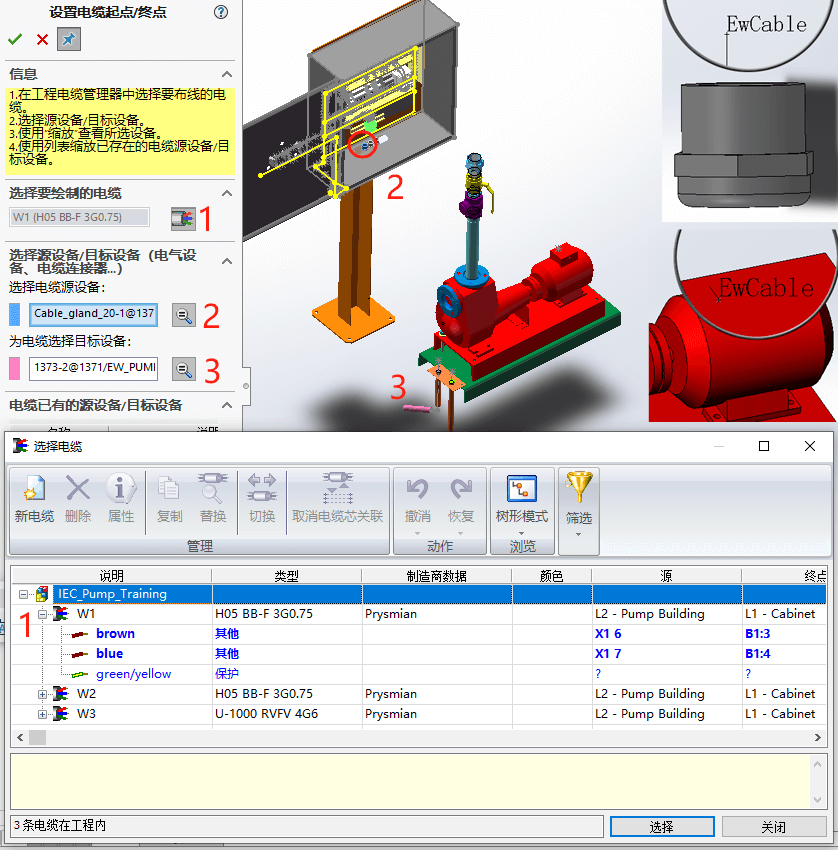 设置电缆起点/终点
信息
1.在工程电缆管理器中选择要布线的电
缆。
2.选择源设备/目标设备。
3.使用"缩放"查看所选设备。
4.使用列表缩放已存在的电缆源设备/目
标设备。
选择要绘制的电缆
W1 (H05 BB-F 3G0.75)
1
选择源设备/目标设备（电气设
备、电缆连接器...）
选择电缆源设备：
Cable_gland_20-1@137
2
为电缆选择目标设备：
1373-2@1371/EW_PUMI
3
电缆已有的源设备/目标设备
2
3
EwCable
EwCable
选择电缆
新电缆 删除 属性 复制 替换 切换 取消电缆芯关联 撤消 恢复 树形模式 筛选
管理 动作 浏览
说明 类型 制造商数据 颜色 源 终点
IEC_Pump_Training
1
W1 H05 BB-F 3G0.75 Prysmian L2 - Pump Building L1 - Cabinet
brown 其他 X1 6 B1:3
blue 其他 X1 7 B1:4
green/yellow 保护 ? ?
W2 H05 BB-F 3G0.75 Prysmian L2 - Pump Building L1 - Cabinet
W3 U-1000 RVFV 4G6 Prysmian L2 - Pump Building L1 - Cabinet
3 条电缆在工程内
选择 关闭